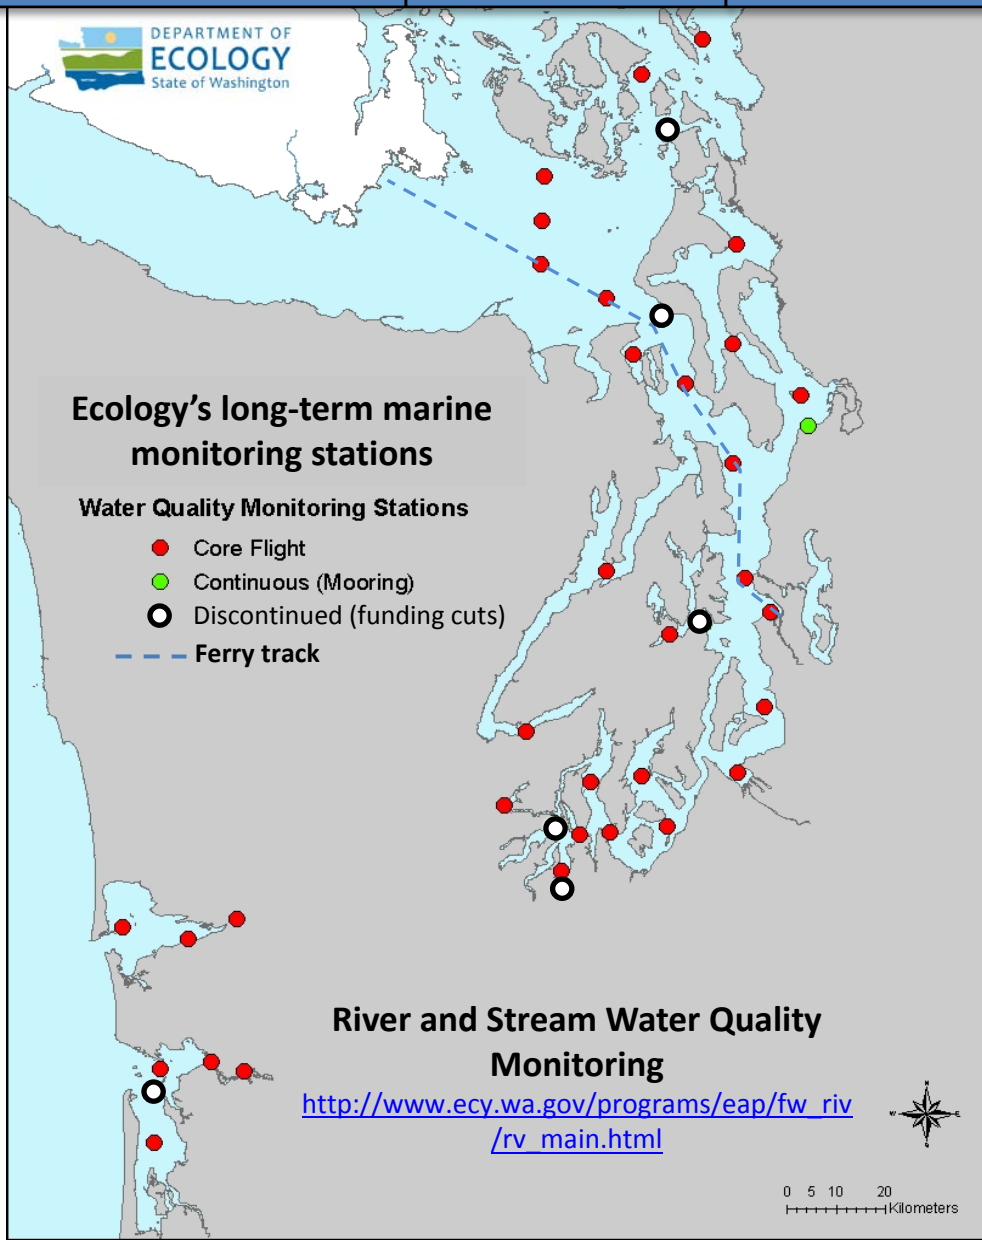 DEPARTMENT OF
ECOLOGY
State of Washington
Ecology's long-term marine
monitoring stations
Water Quality Monitoring Stations
Core Flight
Continuous (Mooring)
Discontinued (funding cuts)
Ferry track
River and Stream Water Quality
Monitoring
http://www.ecy.wa.gov/programs/eap/fw_riv
/rv_main.html
N
W E
S
0 5 10 20
Kilometers